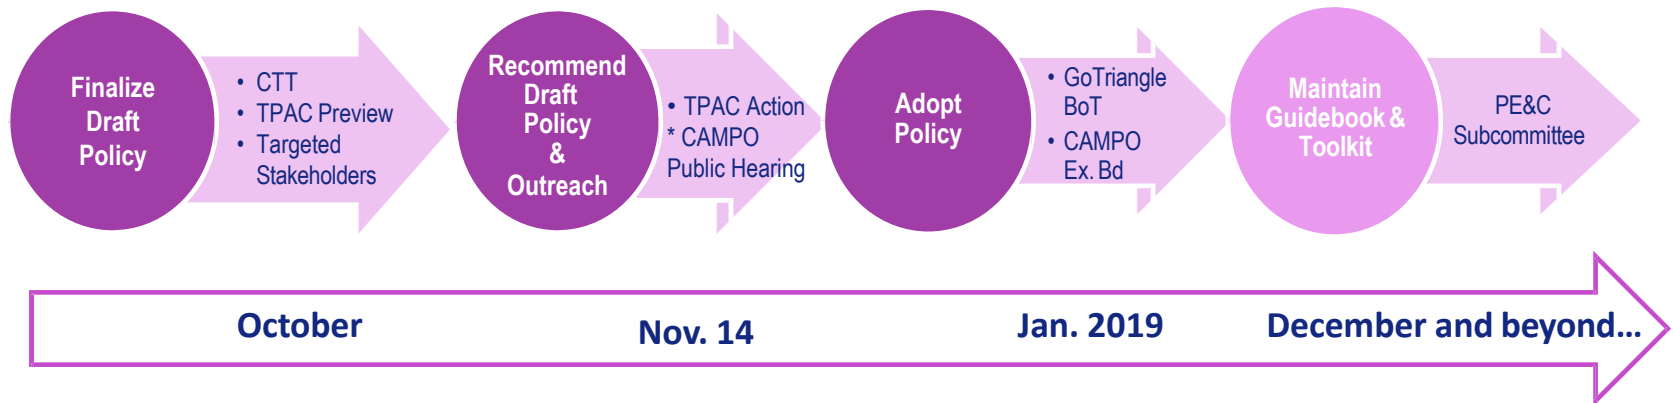 Finalize
Draft
Policy
• CTT
• TPAC Preview
• Targeted
Stakeholders
Recommend
Draft
Policy
&
Outreach
• TPAC Action
* CAMPO
Public Hearing
Adopt
Policy
• GoTriangle
BoT
• CAMPO
Ex. Bd
Maintain
Guidebook &
Toolkit
PE&C
Subcommittee
October
Nov. 14
Jan. 2019
December and beyond...